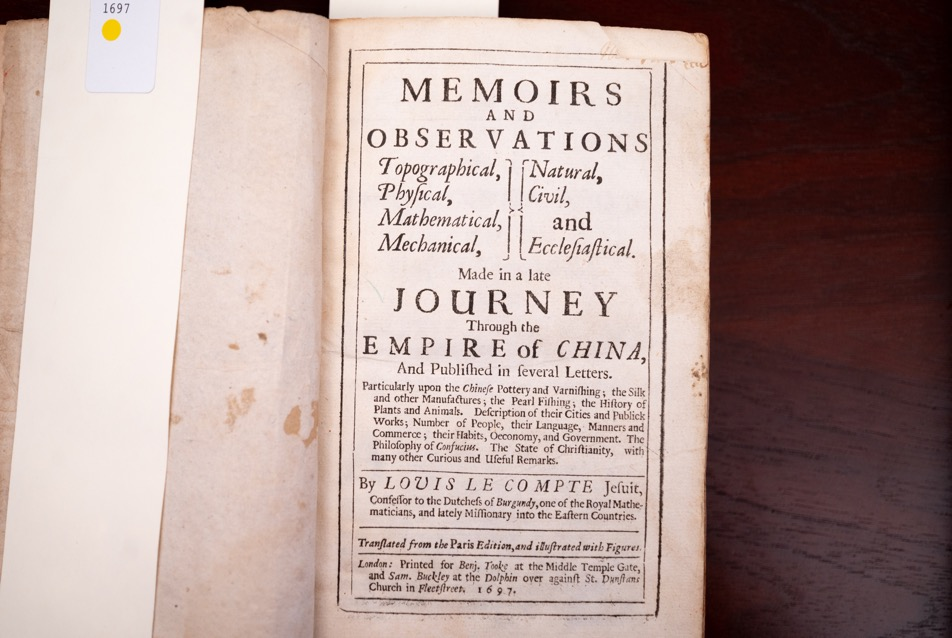 1697
MEMOIRS
AND
OBSERVATIONS
Topographical, Natural,
Phyſical, Civil,
Mathematical, and
Mechanical, Eccleſiaſtical.
Made in a late
JOURNEY
Through the
EMPIRE of CHINA,
And Publiſhed in ſeveral Letters.
Particularly upon the Chineſe Pottery and Varniſhing; the Silk
and other Manufactures; the Pearl Fiſhing; the Hiſtory of
Plants and Animals. Deſcription of their Cities and Publick
Works; Number of People, their Language, Manners and
Commerce; their Habits, Oeconomy, and Government. The
Philoſophy of Confucius. The State of Chriſtianity, with
many other Curious and Uſeful Remarks.
By LOUIS LE COMPTE Jeſuit,
Confeſſor to the Dutcheſs of Burgundy, one of the Royal Mathe-
maticians, and lately Miſſionary into the Eaſtern Countries.
Tranſlated from the Paris Edition, and illuſtrated with Figures.
London: Printed for Benj. Tooke at the Middle Temple Gate,
and Sam. Buckley at the Dolphin over againſt St. Dunſtans
Church in Fleetſtreet. 1697.